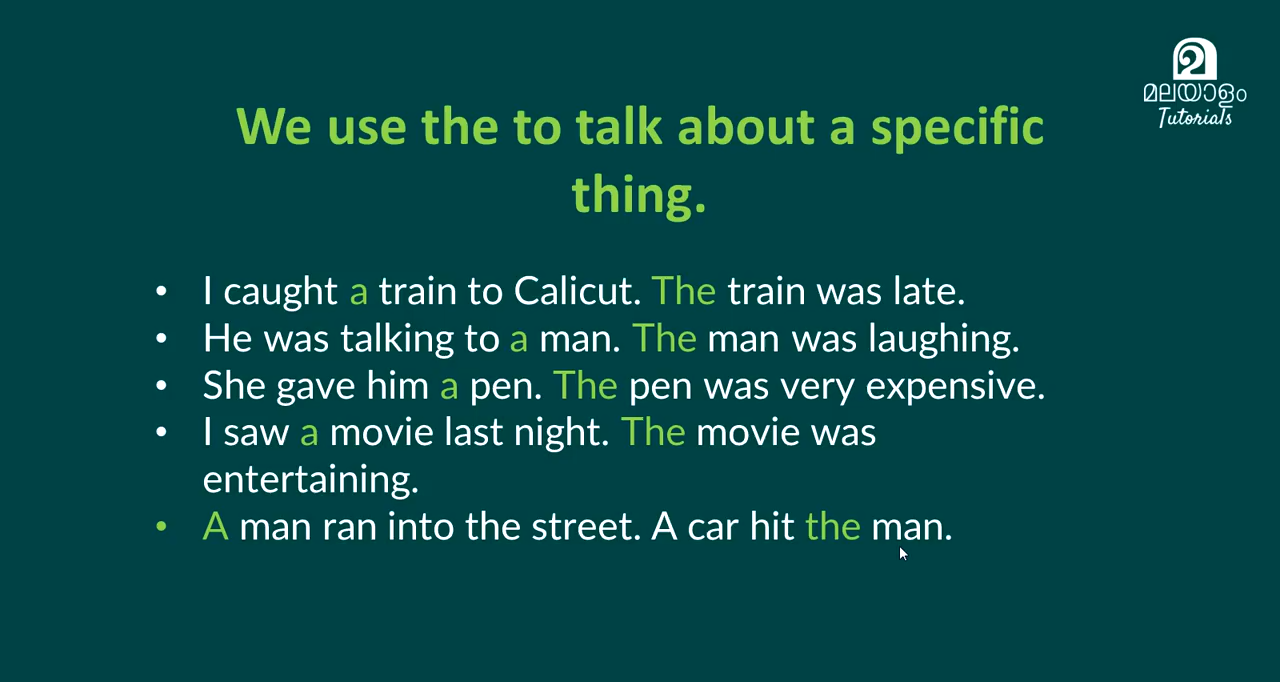 മലയാളം
Tutorials
We use the to talk about a specific
thing.
• I caught a train to Calicut. The train was late.
• He was talking to a man. The man was laughing.
• She gave him a pen. The pen was very expensive.
• I saw a movie last night. The movie was
entertaining.
• A man ran into the street. A car hit the man.